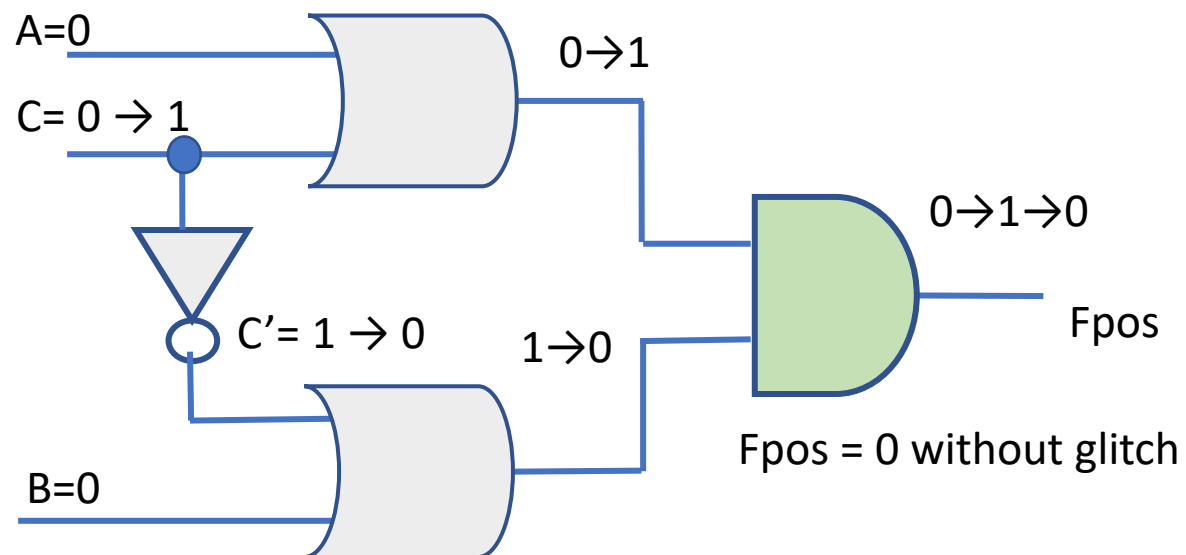 A=0
0→1
C= 0 → 1
0→1→0
C’= 1 → 0
1→0
Fpos
Fpos = 0 without glitch
B=0